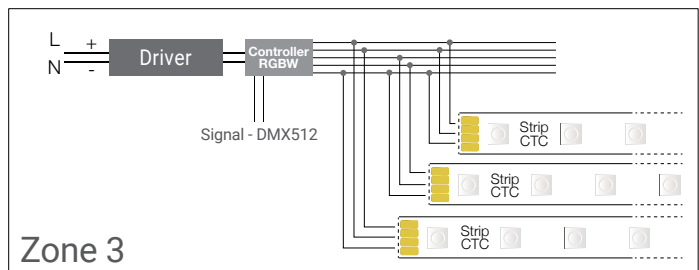 L +
N -
Driver
Controller
RGBW
Signal - DMX512
Strip
CTC
Strip
CTC
Strip
CTC
Zone 3